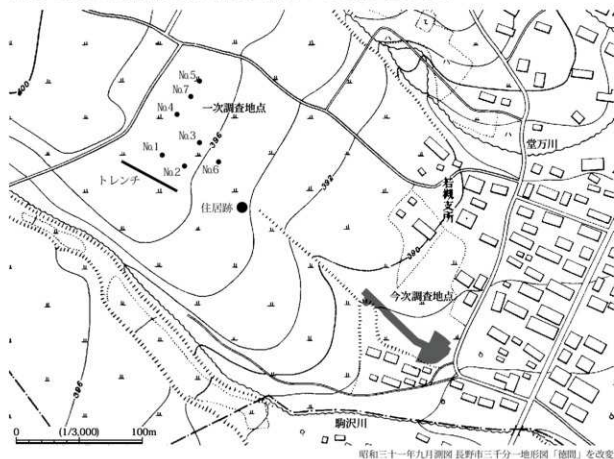 400
No.5
No.7
No.4
一次調査地点
No.3
396
No.1
No.2
No.6
トレンチ
住居跡
堂万川
392
若槻支所
390
今次調査地点
396
駒沢川
0 (1/3,000) 100m
昭和三十一年九月測図 長野市三千分一地形図「徳間」を改変